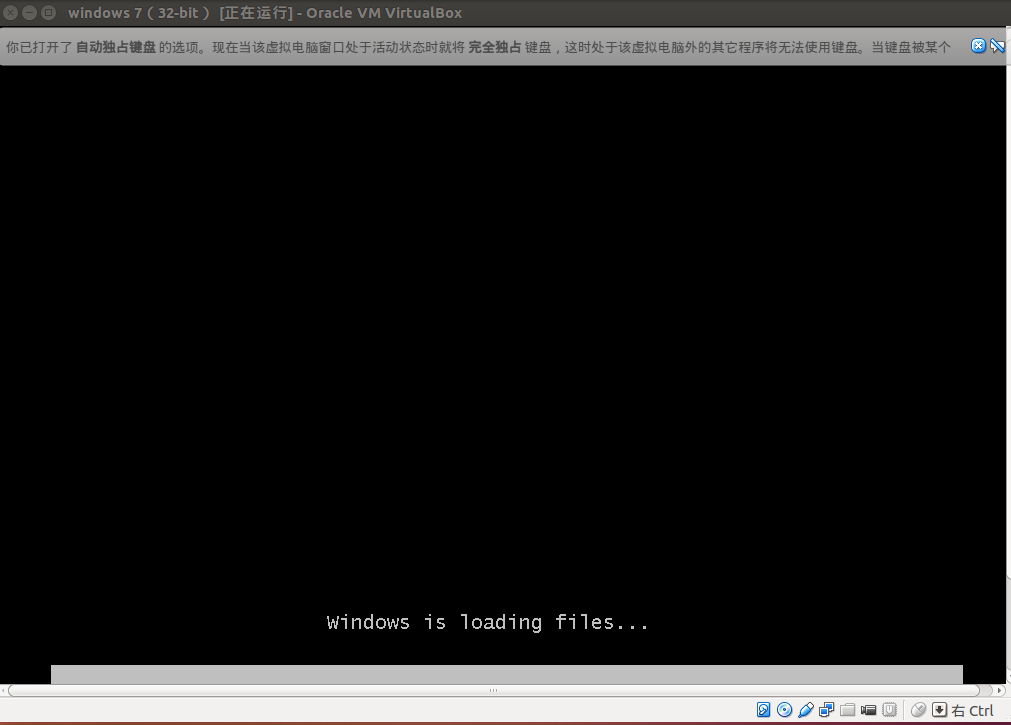 windows 7（ 32-bit ） [正在运行] - Oracle VM VirtualBox
你已打开了 自动独占键盘 的选项。现在当该虚拟电脑窗口处于活动状态时就将 完全独占 键盘，这时处于该虚拟电脑外的其它程序将无法使用键盘。当键盘被某个
Windows is loading files...
右 Ctrl